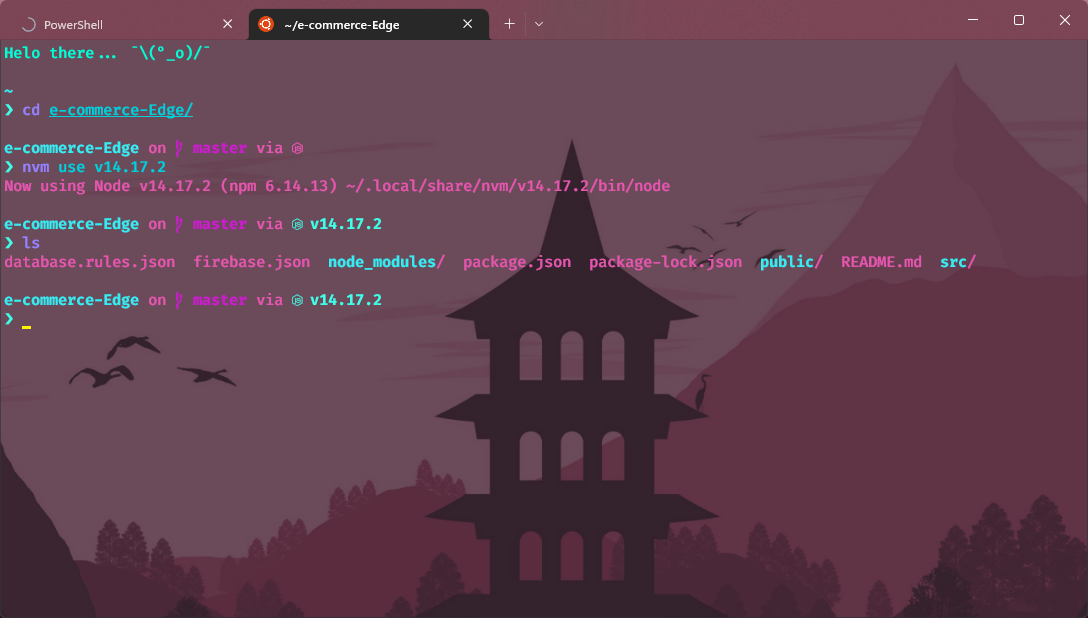 PowerShell
~/e-commerce-Edge
Helo there... ¯\(°_o)/¯
~
❯ cd e-commerce-Edge/
e-commerce-Edge on master via
❯ nvm use v14.17.2
Now using Node v14.17.2 (npm 6.14.13) ~/.local/share/nvm/v14.17.2/bin/node
e-commerce-Edge on master via v14.17.2
❯ ls
database.rules.json firebase.json node_modules/ package.json package-lock.json public/ README.md src/
e-commerce-Edge on master via v14.17.2
❯ _